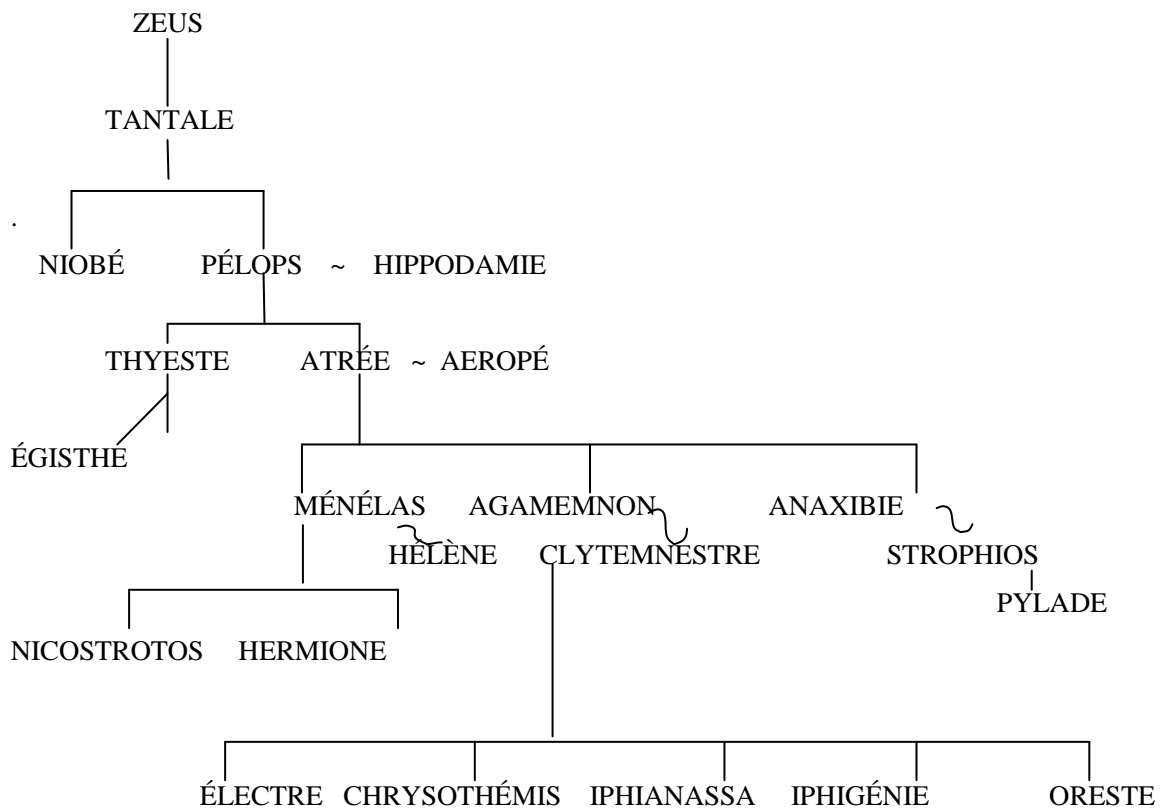 ZEUS
TANTALE
.
NIOBÉ PÉLOPS ~ HIPPODAMIE
THYESTE ATRÉE ~ AEROPÉ
ÉGISTHE
MÉNÉLAS AGAMEMNON ANAXIBIE
HÉLÈNE CLYTEMNESTRE STROPHIOS
PYLADE
NICOSTROTOS HERMIONE
ÉLECTRE CHRYSOTHÉMIS IPHIANASSA IPHIGÉNIE ORESTE